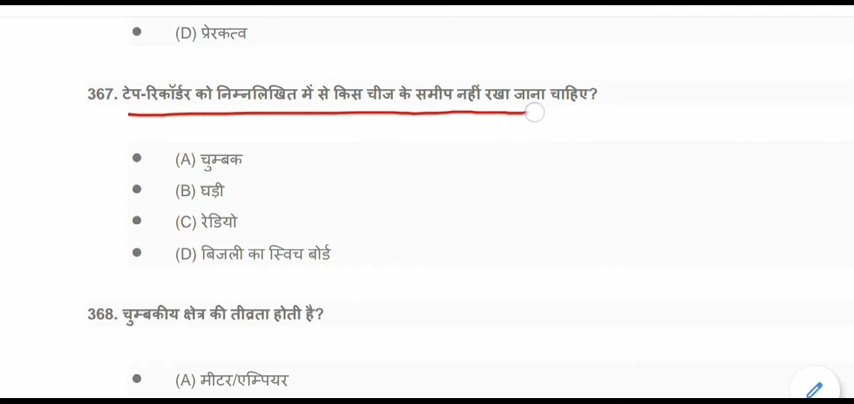 (D) प्रेरकत्व
367. टेप-रिकॉर्डर को निम्नलिखित में से किस चीज के समीप नहीं रखा जाना चाहिए?
(A) चुम्बक
(B) घड़ी
(C) रेडियो
(D) बिजली का स्विच बोर्ड
368. चुम्बकीय क्षेत्र की तीव्रता होती है?
(A) मीटर/एम्पियर